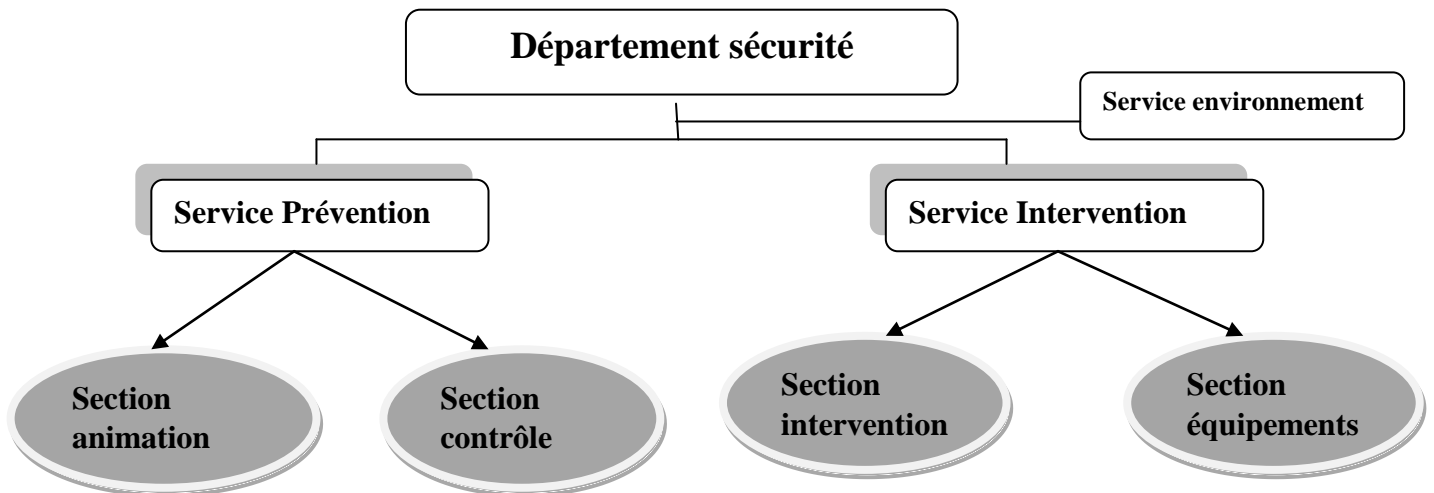 Département sécurité
Service environnement
Service Prévention
Service Intervention
Section
animation
Section
contrôle
Section
intervention
Section
équipements